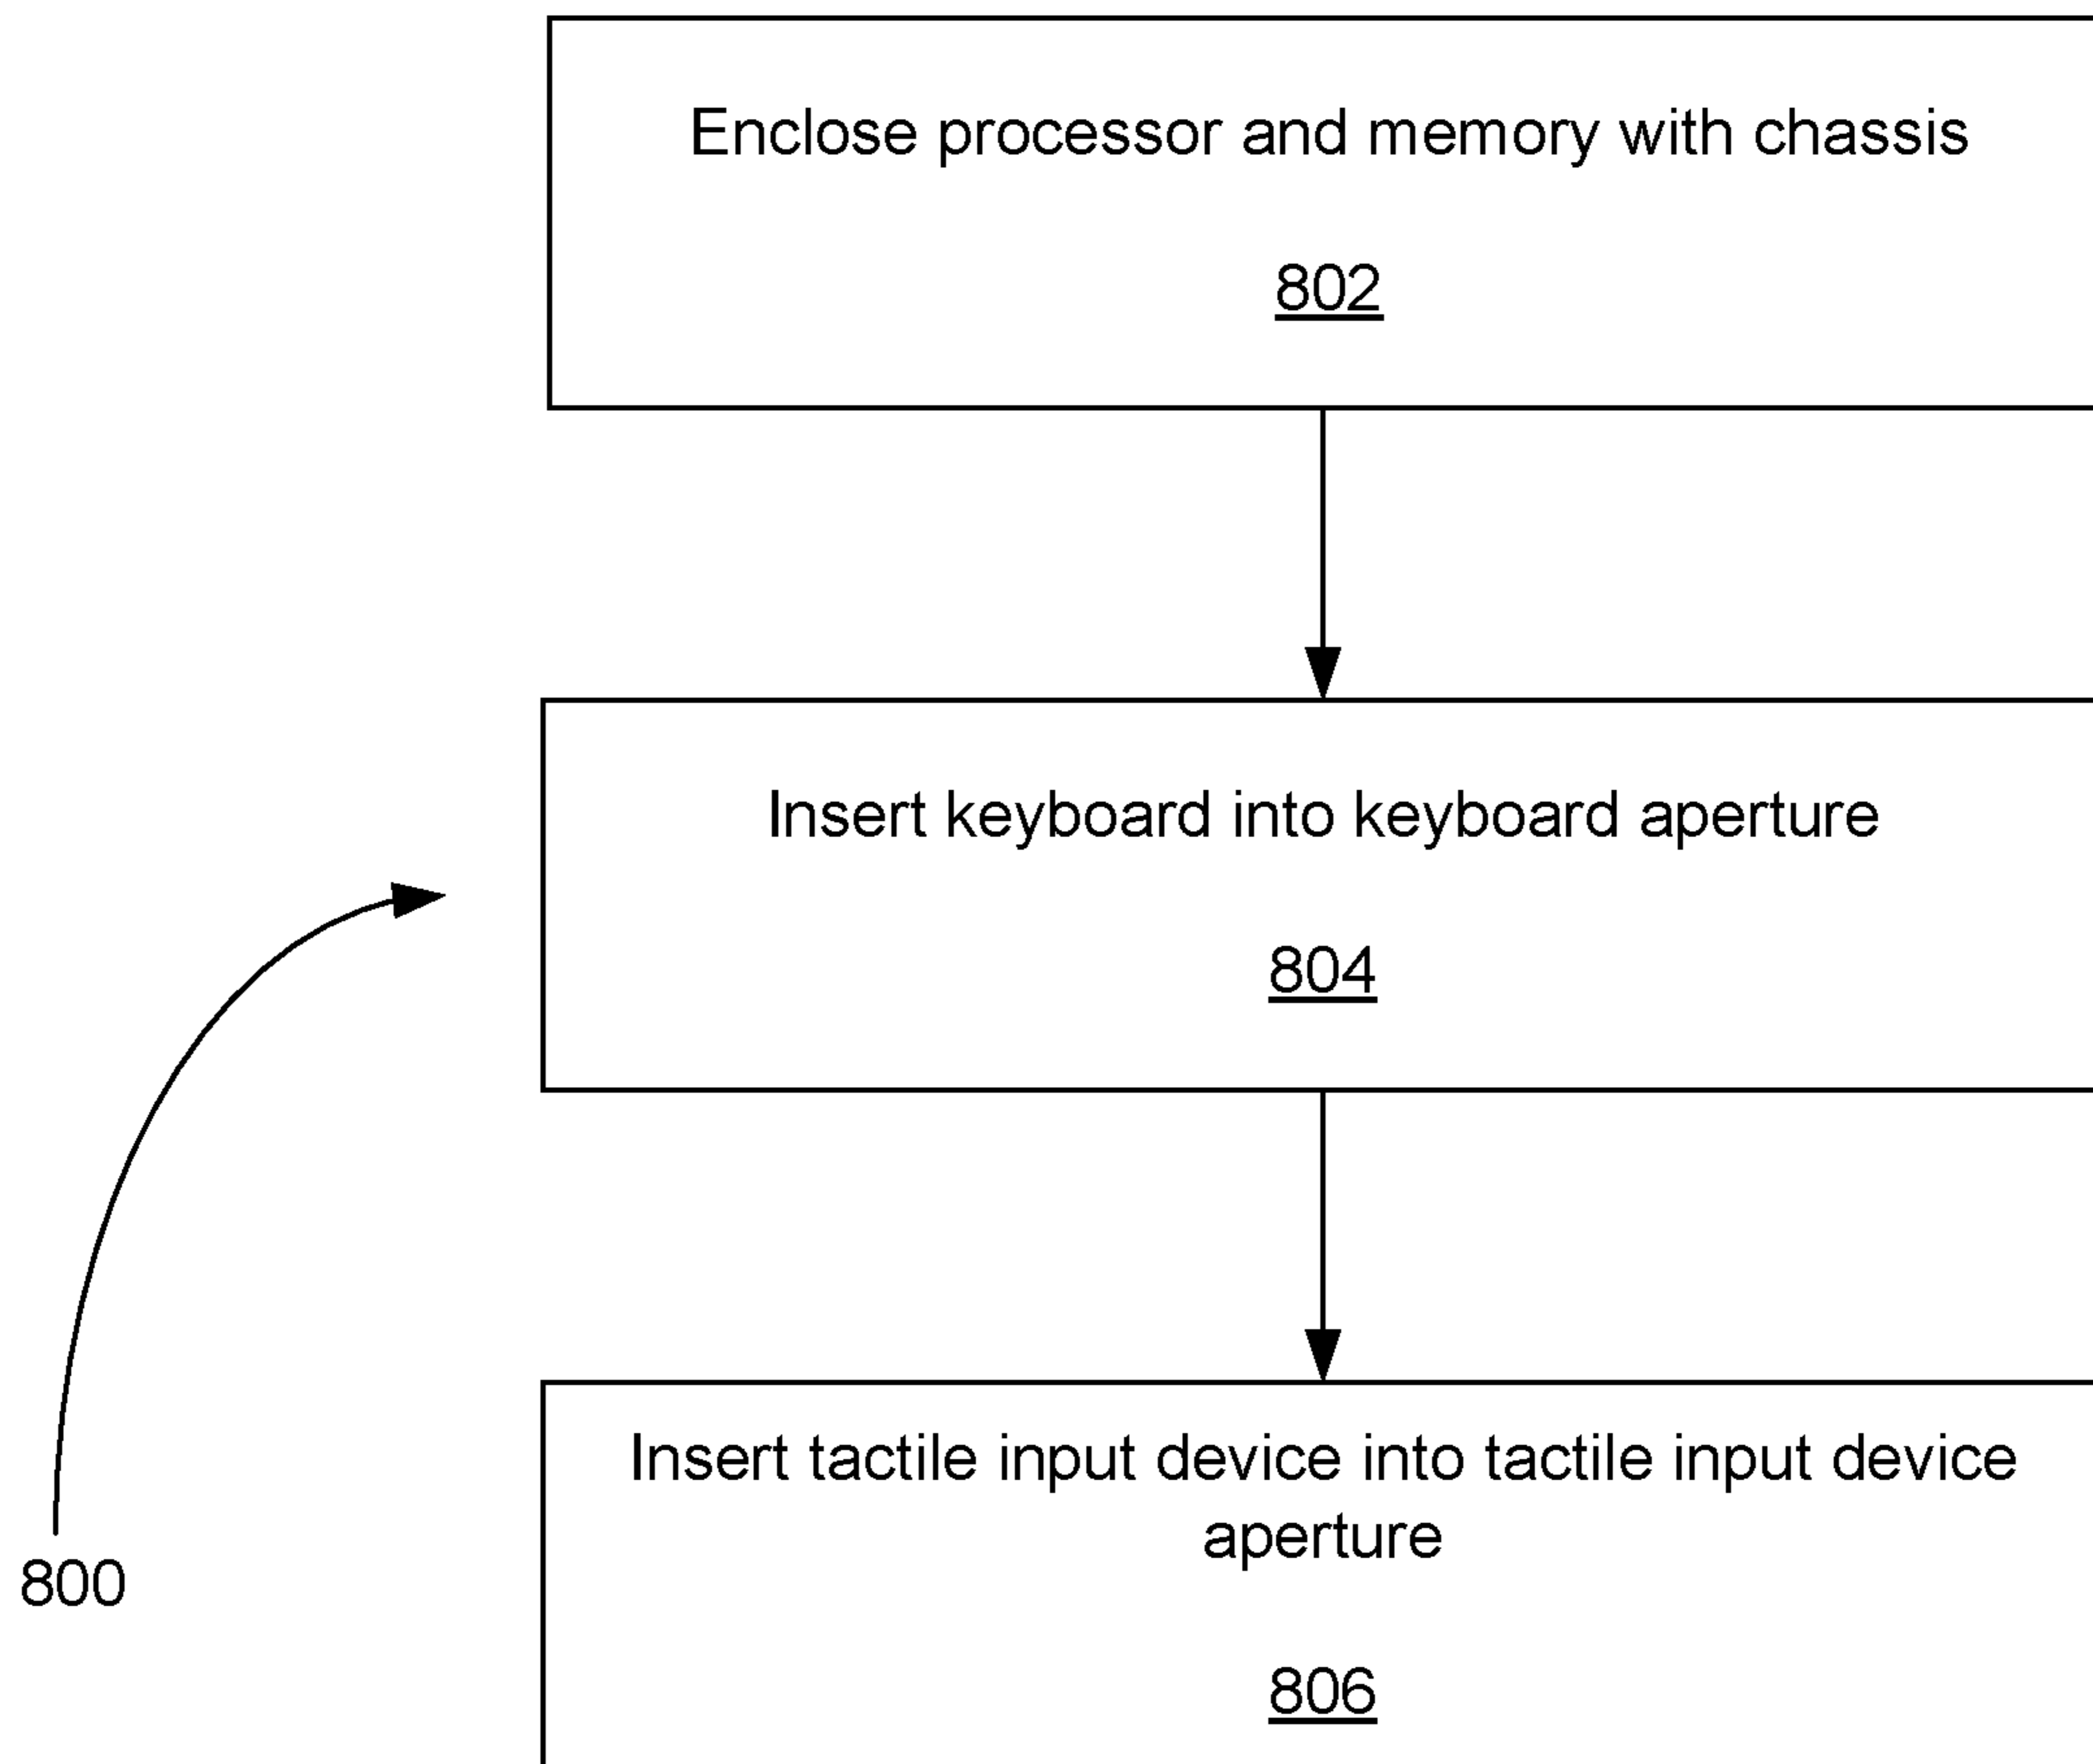 Enclose processor and memory with chassis
802
Insert keyboard into keyboard aperture
804
Insert tactile input device into tactile input device
aperture
806
800